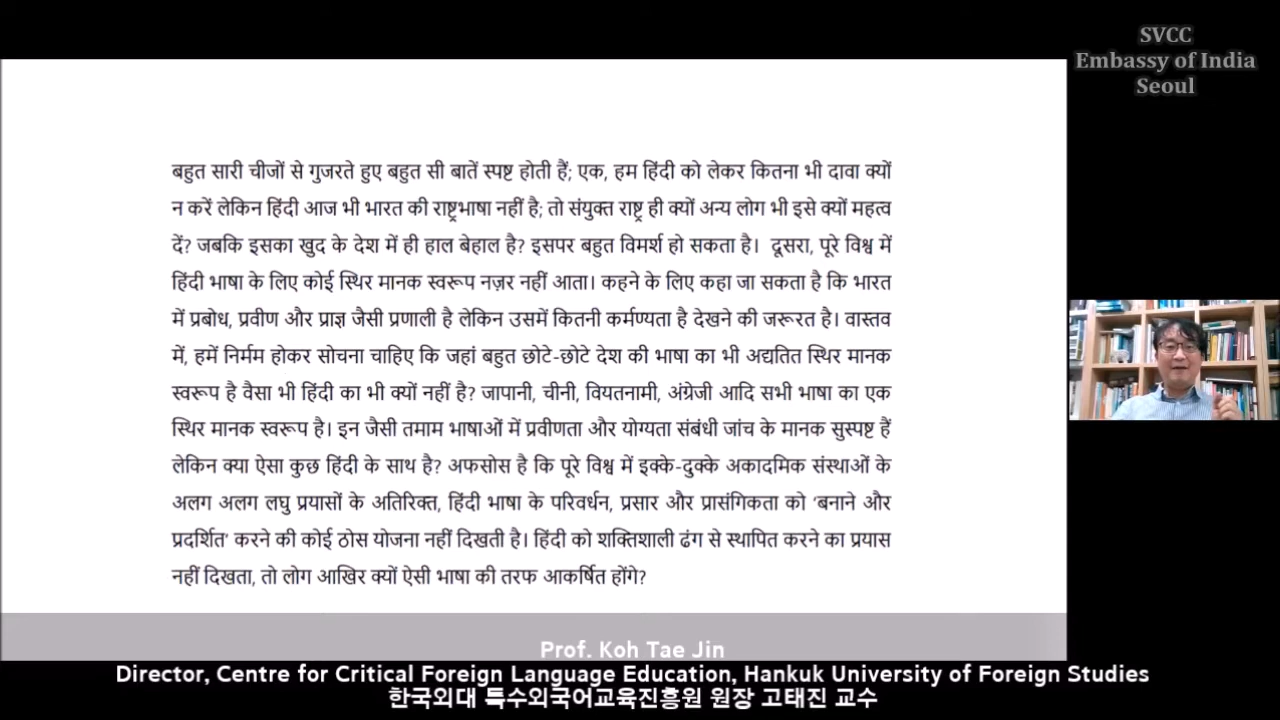 SVCC
Embassy of India
Seoul
बहुत सारी चीजों से गुजरते हुए बहुत सी बातें स्पष्ट होती हैं; एक, हम हिंदी को लेकर कितना भी दावा क्यों
न करें लेकिन हिंदी आज भी भारत की राष्ट्रभाषा नहीं है; तो संयुक्त राष्ट्र ही क्यों अन्य लोग भी इसे क्यों महत्व
दें? जबकि इसका खुद के देश में ही हाल बेहाल है? इसपर बहुत विमर्श हो सकता है। दूसरा, पूरे विश्व में
हिंदी भाषा के लिए कोई स्थिर मानक स्वरूप नज़र नहीं आता। कहने के लिए कहा जा सकता है कि भारत
में प्रबोध, प्रवीण और प्राज्ञ जैसी प्रणाली है लेकिन उसमें कितनी कर्मण्यता है देखने की जरूरत है। वास्तव
में, हमें निर्मम होकर सोचना चाहिए कि जहां बहुत छोटे-छोटे देश की भाषा का भी अद्यतित स्थिर मानक
स्वरूप है वैसा भी हिंदी का भी क्यों नहीं है? जापानी, चीनी, वियतनामी, अंग्रेजी आदि सभी भाषा का एक
स्थिर मानक स्वरूप है। इन जैसी तमाम भाषाओं में प्रवीणता और योग्यता संबंधी जांच के मानक सुस्पष्ट हैं
लेकिन क्या ऐसा कुछ हिंदी के साथ है? अफसोस है कि पूरे विश्व में इक्के-दुक्के अकादमिक संस्थाओं के
अलग अलग लघु प्रयासों के अतिरिक्त, हिंदी भाषा के परिवर्धन, प्रसार और प्रासंगिकता को ‘बनाने और
प्रदर्शित’ करने की कोई ठोस योजना नहीं दिखती है। हिंदी को शक्तिशाली ढंग से स्थापित करने का प्रयास
नहीं दिखता, तो लोग आखिर क्यों ऐसी भाषा की तरफ आकर्षित होंगे?
Prof. Koh Tae Jin
Director, Centre for Critical Foreign Language Education, Hankuk University of Foreign Studies
한국외대 특수외국어교육진흥원 원장 고태진 교수